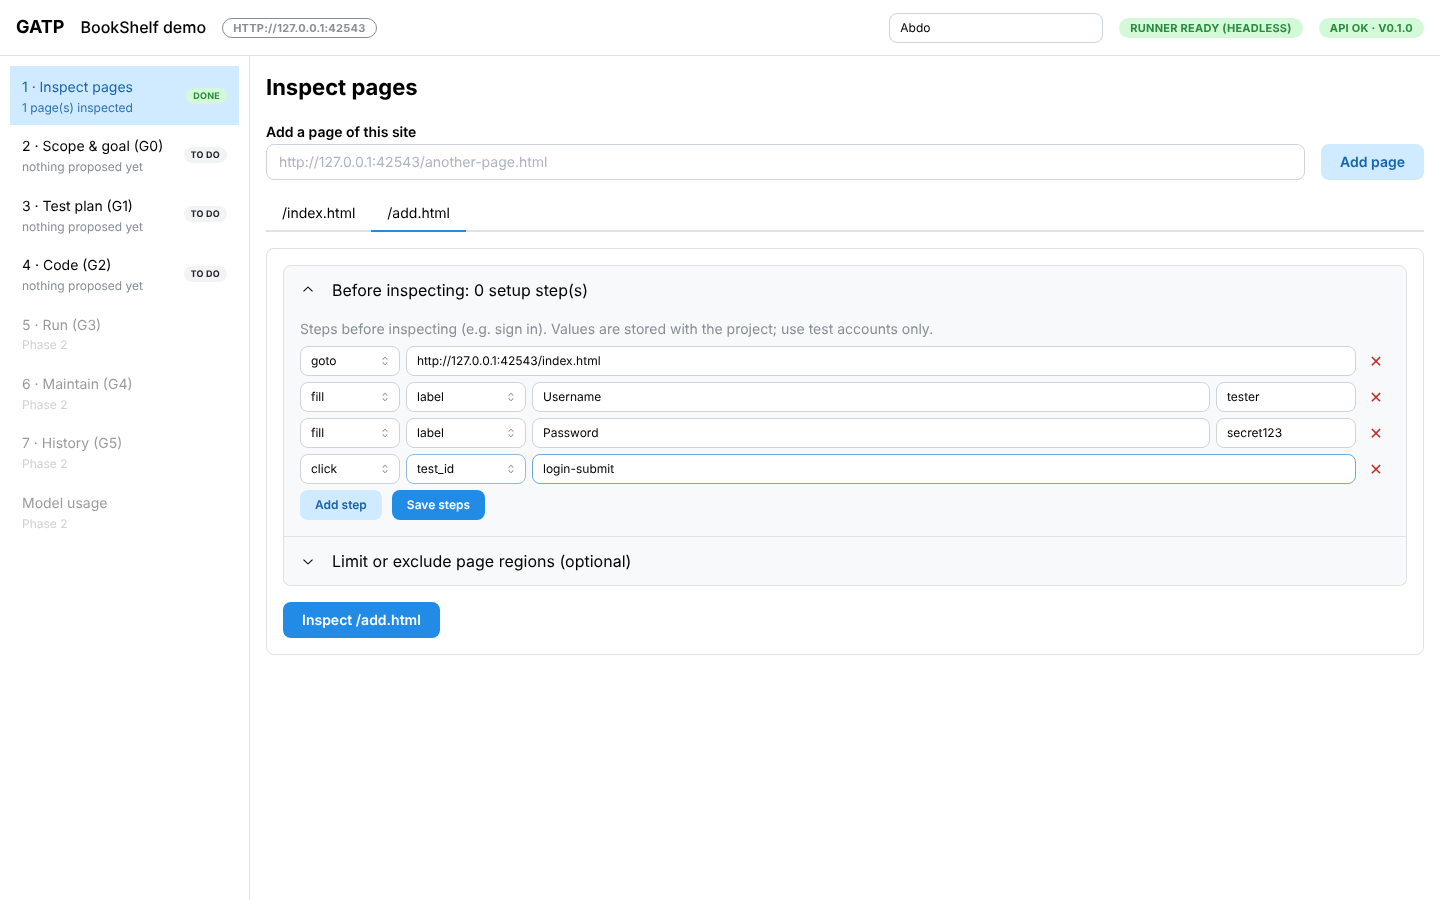 GATP BookShelf demo HTTP://127.0.0.1:42543 Abdo RUNNER READY (HEADLESS) API OK · V0.1.0
1 · Inspect pages
1 page(s) inspected
DONE
2 · Scope & goal (G0)
nothing proposed yet
TO DO
3 · Test plan (G1)
nothing proposed yet
TO DO
4 · Code (G2)
nothing proposed yet
TO DO
5 · Run (G3)
Phase 2
6 · Maintain (G4)
Phase 2
7 · History (G5)
Phase 2
Model usage
Phase 2
Inspect pages
Add a page of this site
http://127.0.0.1:42543/another-page.html Add page
/index.html /add.html
Before inspecting: 0 setup step(s)
Steps before inspecting (e.g. sign in). Values are stored with the project; use test accounts only.
goto http://127.0.0.1:42543/index.html
fill label Username tester
fill label Password secret123
click test_id login-submit
Add step Save steps
Limit or exclude page regions (optional)
Inspect /add.html